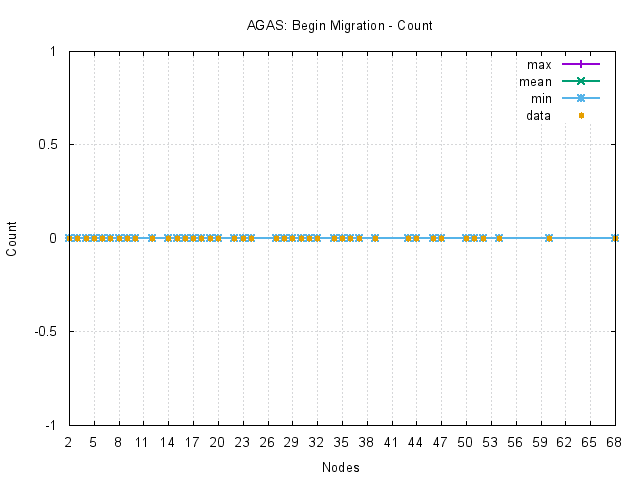 AGAS: Begin Migration - Count
1
0.5
0
-0.5
-1
Count
max
mean
min
data
2 5 8 11 14 17 20 23 26 29 32 35 38 41 44 47 50 53 56 59 62 65 68
Nodes